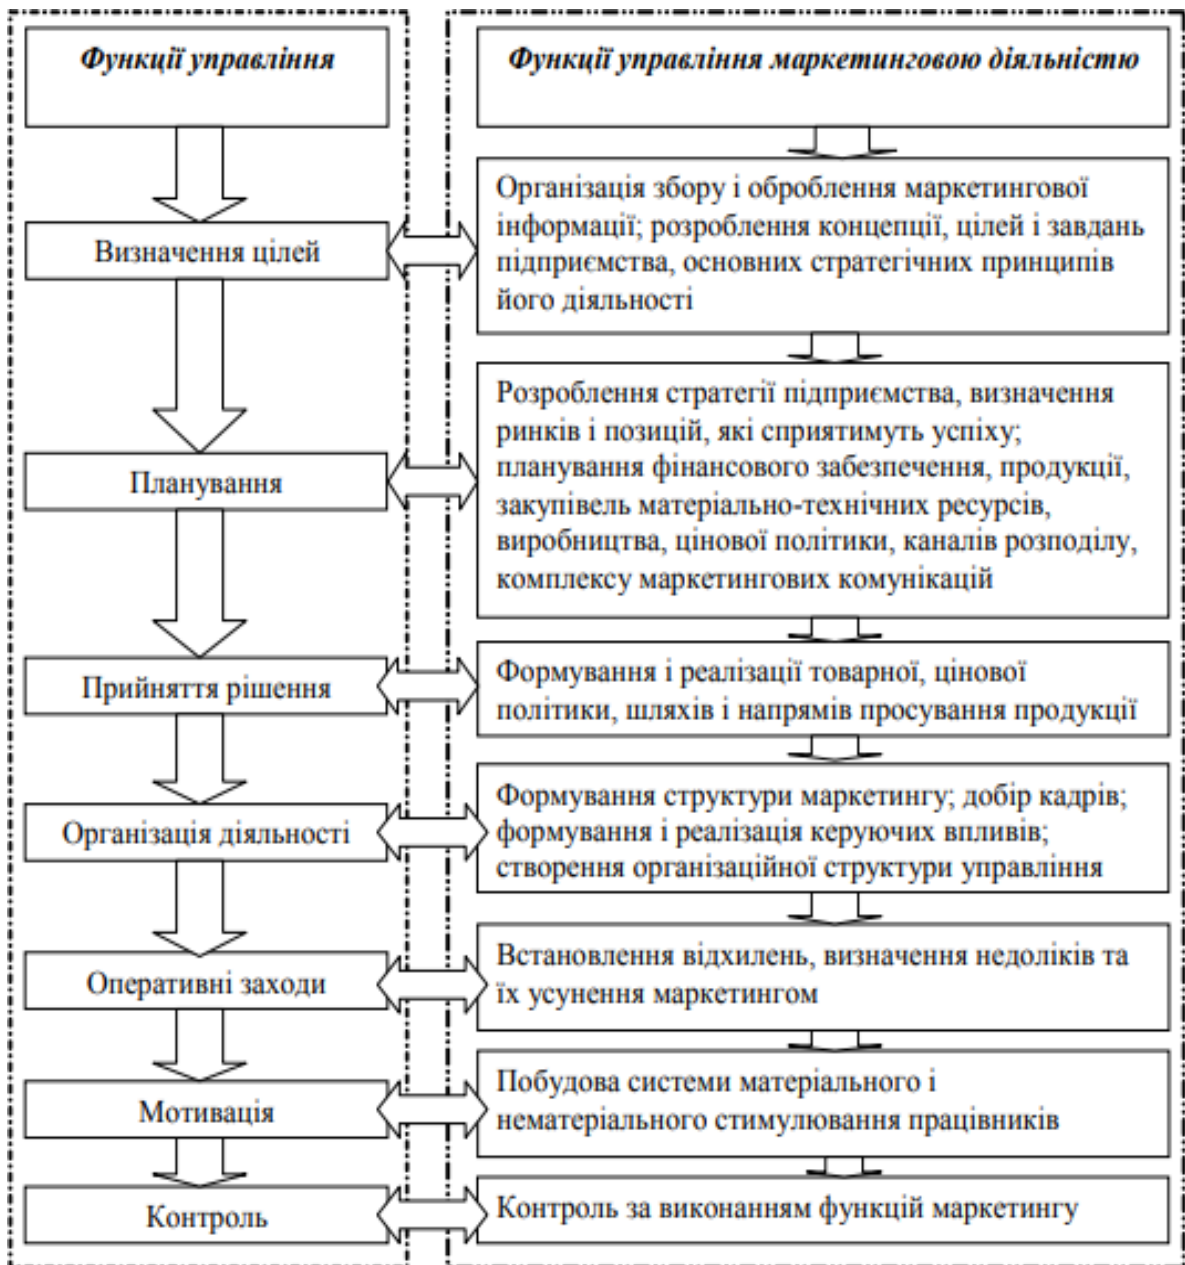 Функції управління
Функції управління маркетинговою діяльністю
Визначення цілей
Організація збору і оброблення маркетингової
інформації; розроблення концепції, цілей і завдань
підприємства, основних стратегічних принципів
його діяльності
Планування
Розроблення стратегії підприємства, визначення
ринків і позицій, які сприятимуть успіху;
планування фінансового забезпечення, продукції,
закупівель матеріально-технічних ресурсів,
виробництва, цінової політики, каналів розподілу,
комплексу маркетингових комунікацій
Прийняття рішення
Формування і реалізації товарної, цінової
політики, шляхів і напрямів просування продукції
Організація діяльності
Формування структури маркетингу; добір кадрів;
формування і реалізація керуючих впливів;
створення організаційної структури управління
Оперативні заходи
Встановлення відхилень, визначення недоліків та
їх усунення маркетингом
Мотивація
Побудова системи матеріального і
нематеріального стимулювання працівників
Контроль
Контроль за виконанням функцій маркетингу